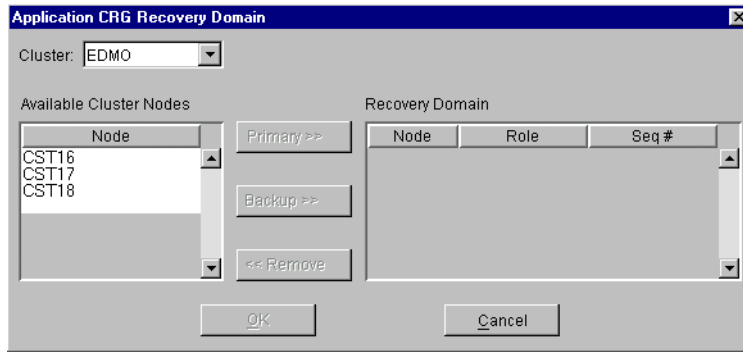 Application CRG Recovery Domain
Cluster: EDMO
Available Cluster Nodes
Node
CST16
CST17
CST18
Primary >>
Backup >>
<< Remove
Recovery Domain
Node Role Seq #
OK
Cancel